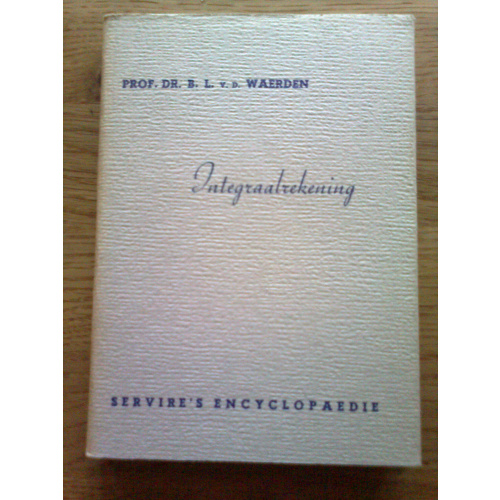 PROF. DR. B. L. V. D. WAERDEN
Integraalrekening
SERVIRE'S ENCYCLOPAEDIE